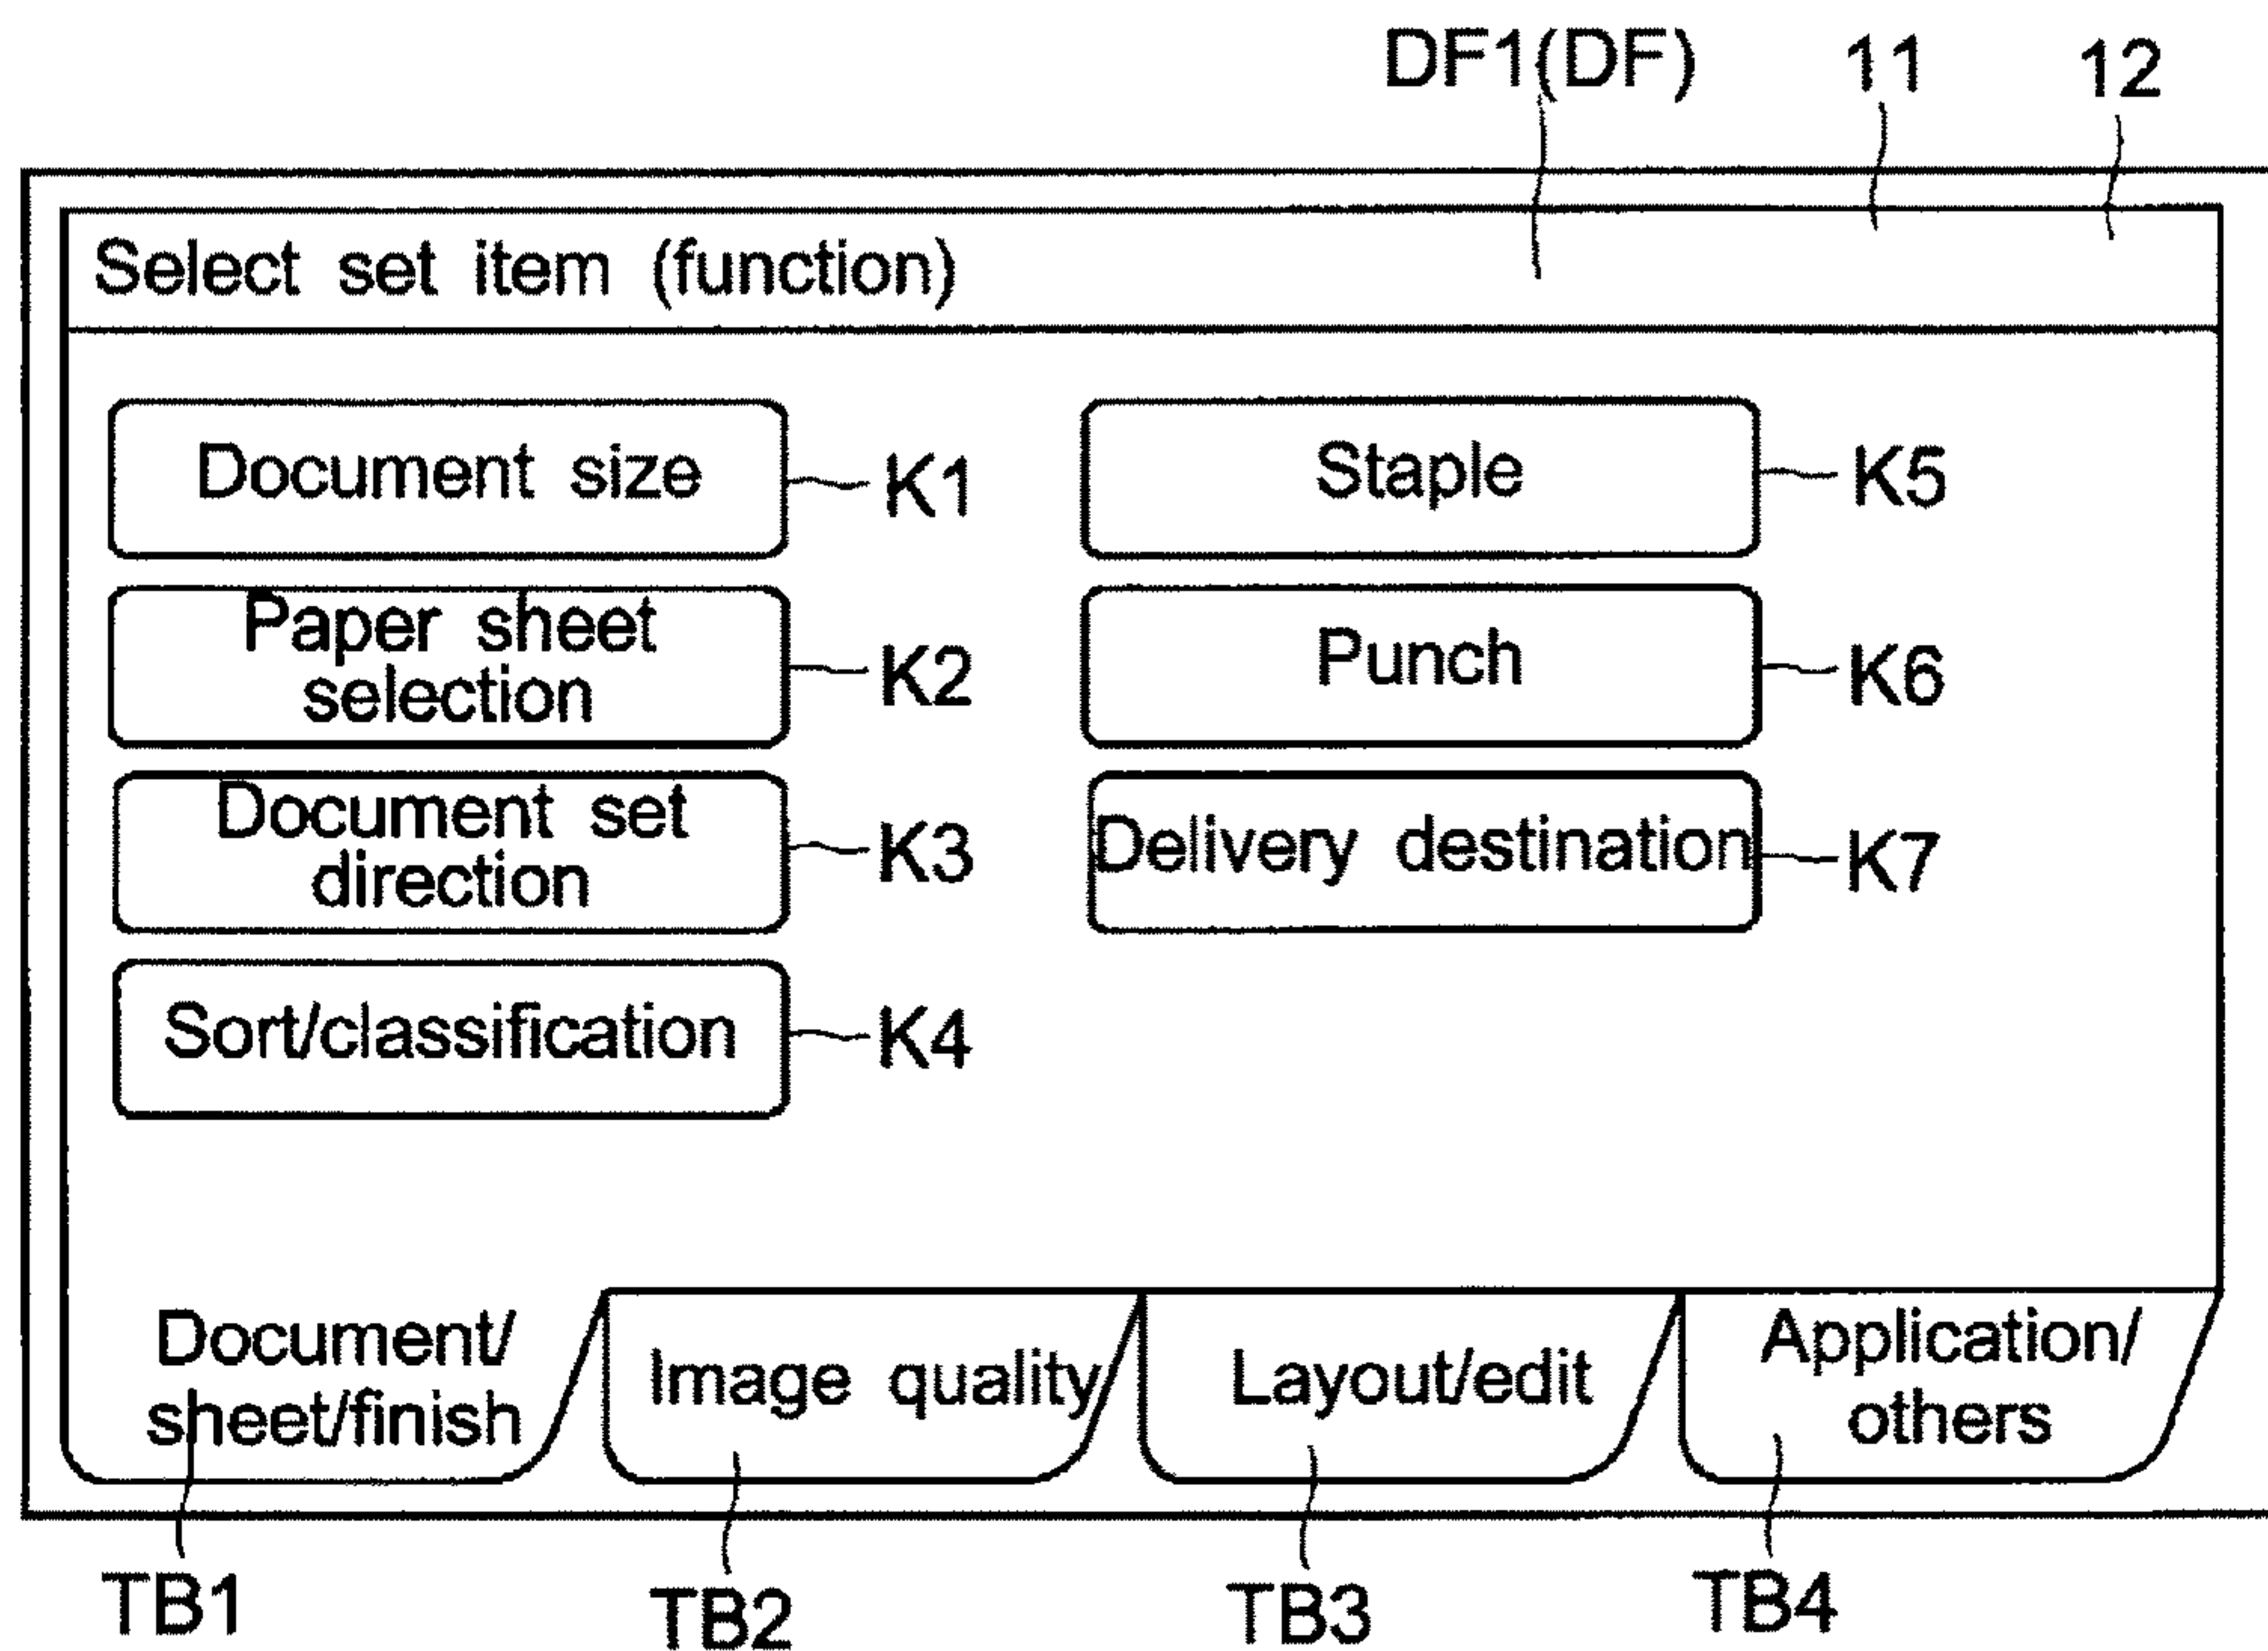 DF1(DF)
11
12
Select set item (function)
Document size
K1
Staple
K5
Paper sheet
selection
K2
Punch
K6
Document set
direction
K3
Delivery destination
K7
Sort/classification
K4
Document/
sheet/finish
Image quality
Layout/edit
Application/
others
TB1
TB2
TB3
TB4